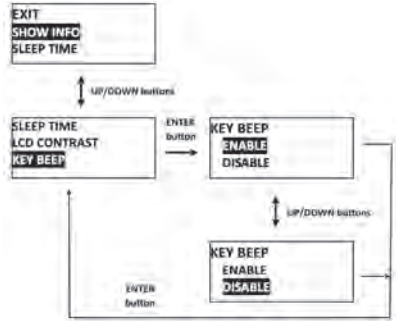 EXIT
SHOW INFO
SLEEP TIME
UP/DOWN buttons
SLEEP TIME
LCD CONTRAST
KEY BEEP
ENTER
button
KEY BEEP
ENABLE
DISABLE
UP/DOWN buttons
KEY BEEP
ENABLE
DISABLE
ENTER
button